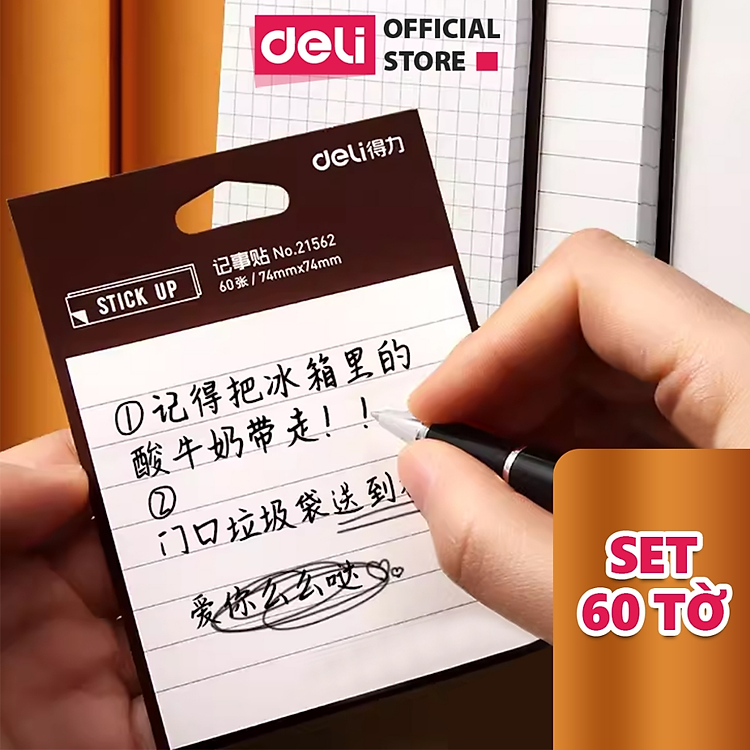 deli OFFICIAL
STORE
deli得力
记事贴 No.21562
60张 / 74mmx74mm
STICK UP
①记得把冰箱里的
酸牛奶带走！！
②
门口垃圾袋送到
爱你么么哒
SET
60 TỜ